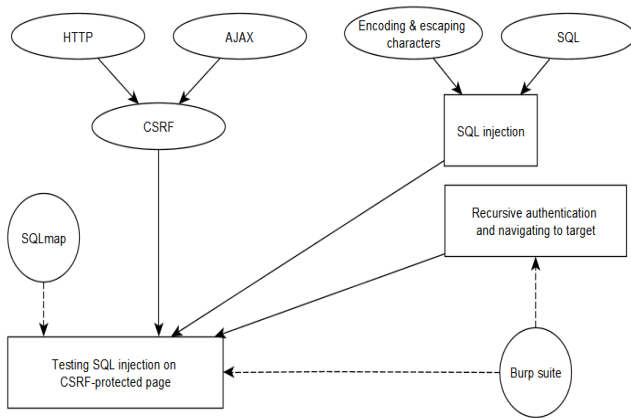 HTTP
AJAX
Encoding & escaping
characters
SQL
CSRF
SQL injection
SQLmap
Recursive authentication
and navigating to target
Testing SQL injection on
CSRF-protected page
Burp suite